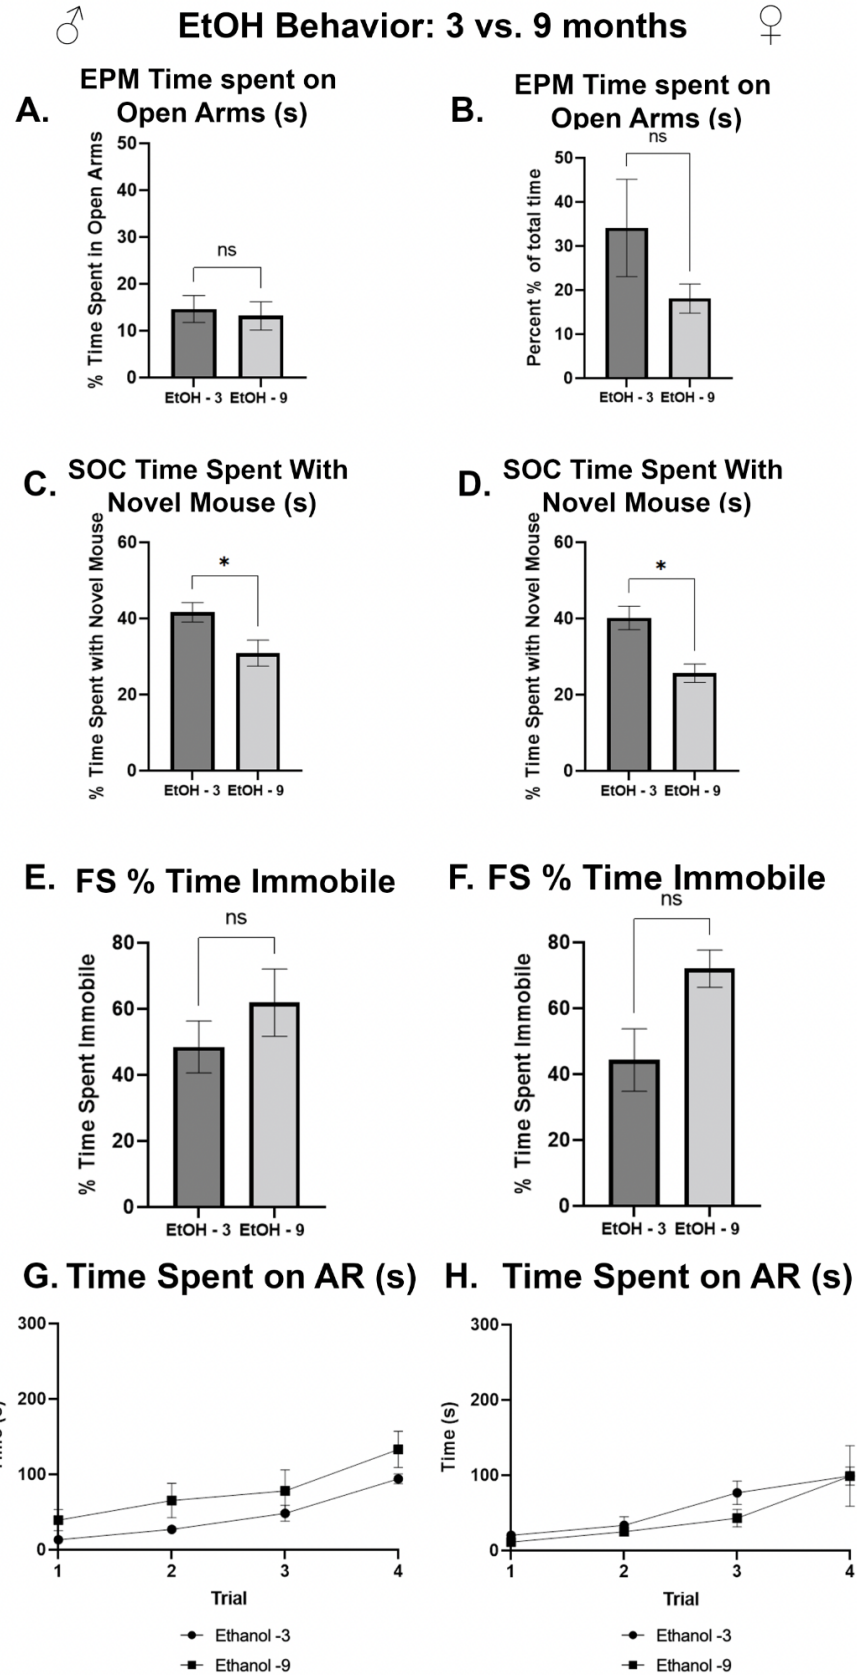 ♂ EtOH Behavior: 3 vs. 9 months ♀
A.
EPM Time spent on
Open Arms (s)
% Time Spent in Open Arms
50
40
30
20
10
0
ns
EtOH - 3 EtOH - 9
B.
EPM Time spent on
Open Arms (s)
Percent % of total time
50
40
30
20
10
0
ns
EtOH - 3 EtOH - 9
C.
SOC Time Spent With
Novel Mouse (s)
% Time Spent with Novel Mouse
60
40
20
0
*
EtOH - 3 EtOH - 9
D.
SOC Time Spent With
Novel Mouse (s)
% Time Spent with Novel Mouse
60
40
20
0
*
EtOH - 3 EtOH - 9
E. FS % Time Immobile
% Time Spent Immobile
80
60
40
20
0
ns
EtOH - 3 EtOH - 9
F. FS % Time Immobile
% Time Spent Immobile
80
60
40
20
0
ns
EtOH - 3 EtOH - 9
G. Time Spent on AR (s)
300
200
100
0
1 2 3 4
Trial
Ethanol -3
Ethanol -9
H. Time Spent on AR (s)
Time (s)
300
200
100
0
1 2 3 4
Trial
Ethanol -3
Ethanol -9